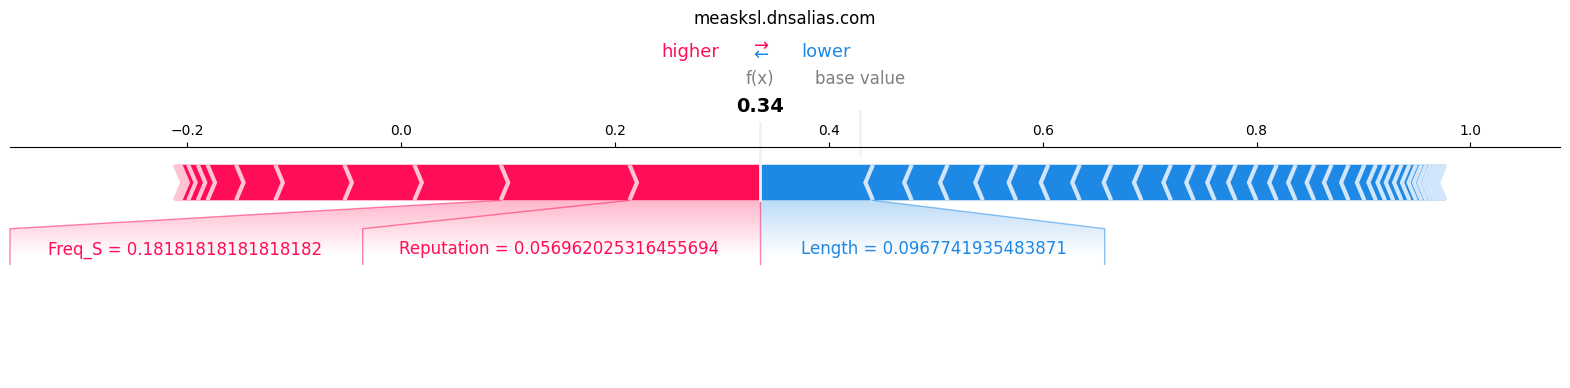 measksl.dnsalias.com
higher ⇄ lower
f(x) base value
0.34
−0.2 0.0 0.2 0.4 0.6 0.8 1.0
Freq_S = 0.18181818181818182 Reputation = 0.056962025316455694 Length = 0.0967741935483871